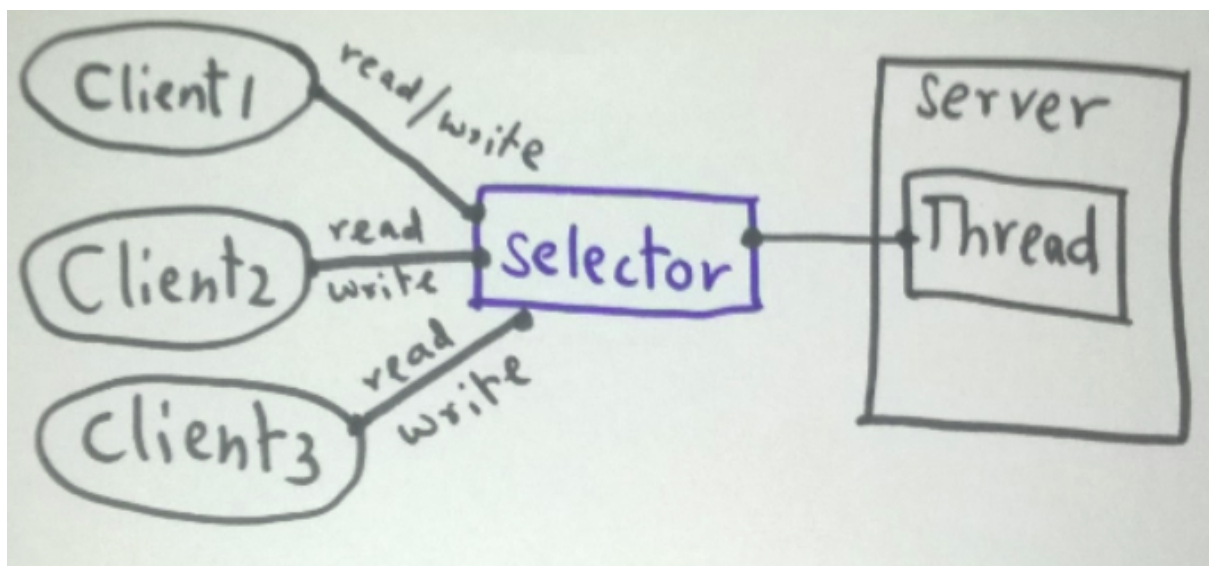 Client1
read/write
Client2
read
write
Client3
read
write
Selector
Server
Thread